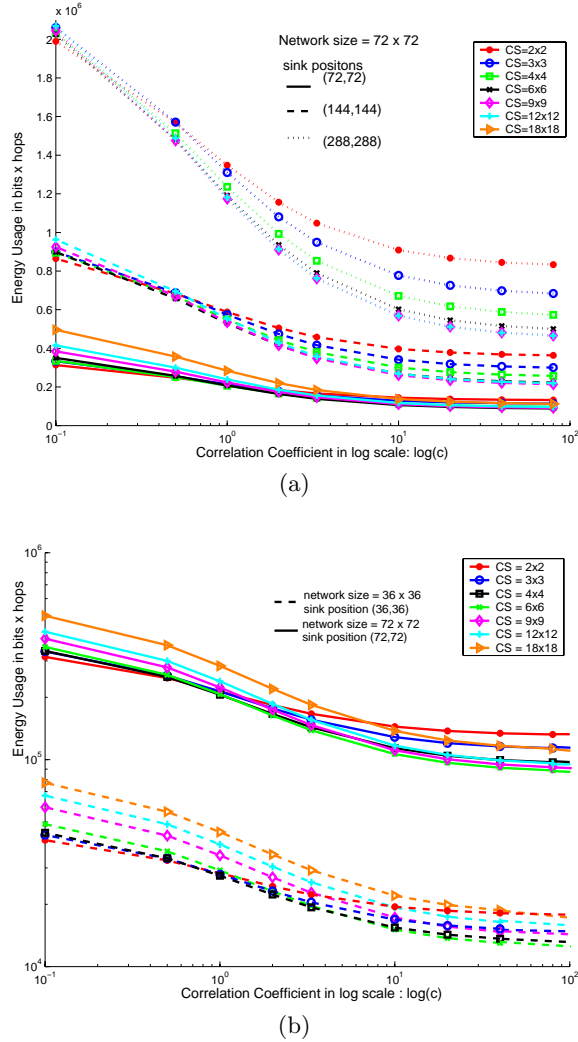 x 10^6
2
1.8
1.6
1.4
1.2
1
0.8
0.6
0.4
0.2
0
Energy Usage in bits x hops
Network size = 72 x 72
sink positons
(72,72)
(144,144)
(288,288)
CS=2x2
CS=3x3
CS=4x4
CS=6x6
CS=9x9
CS=12x12
CS=18x18
10^-1
10^0
10^1
10^2
Correlation Coefficient in log scale: log(c)
(a)
10^6
10^5
10^4
Energy Usage in bits x hops
network size = 36 x 36
sink position (36,36)
network size = 72 x 72
sink position (72,72)
CS = 2x2
CS = 3x3
CS = 4x4
CS = 6x6
CS = 9x9
CS = 12x12
CS = 18x18
10^-1
10^0
10^1
10^2
Correlation Coefficient in log scale : log(c)
(b)